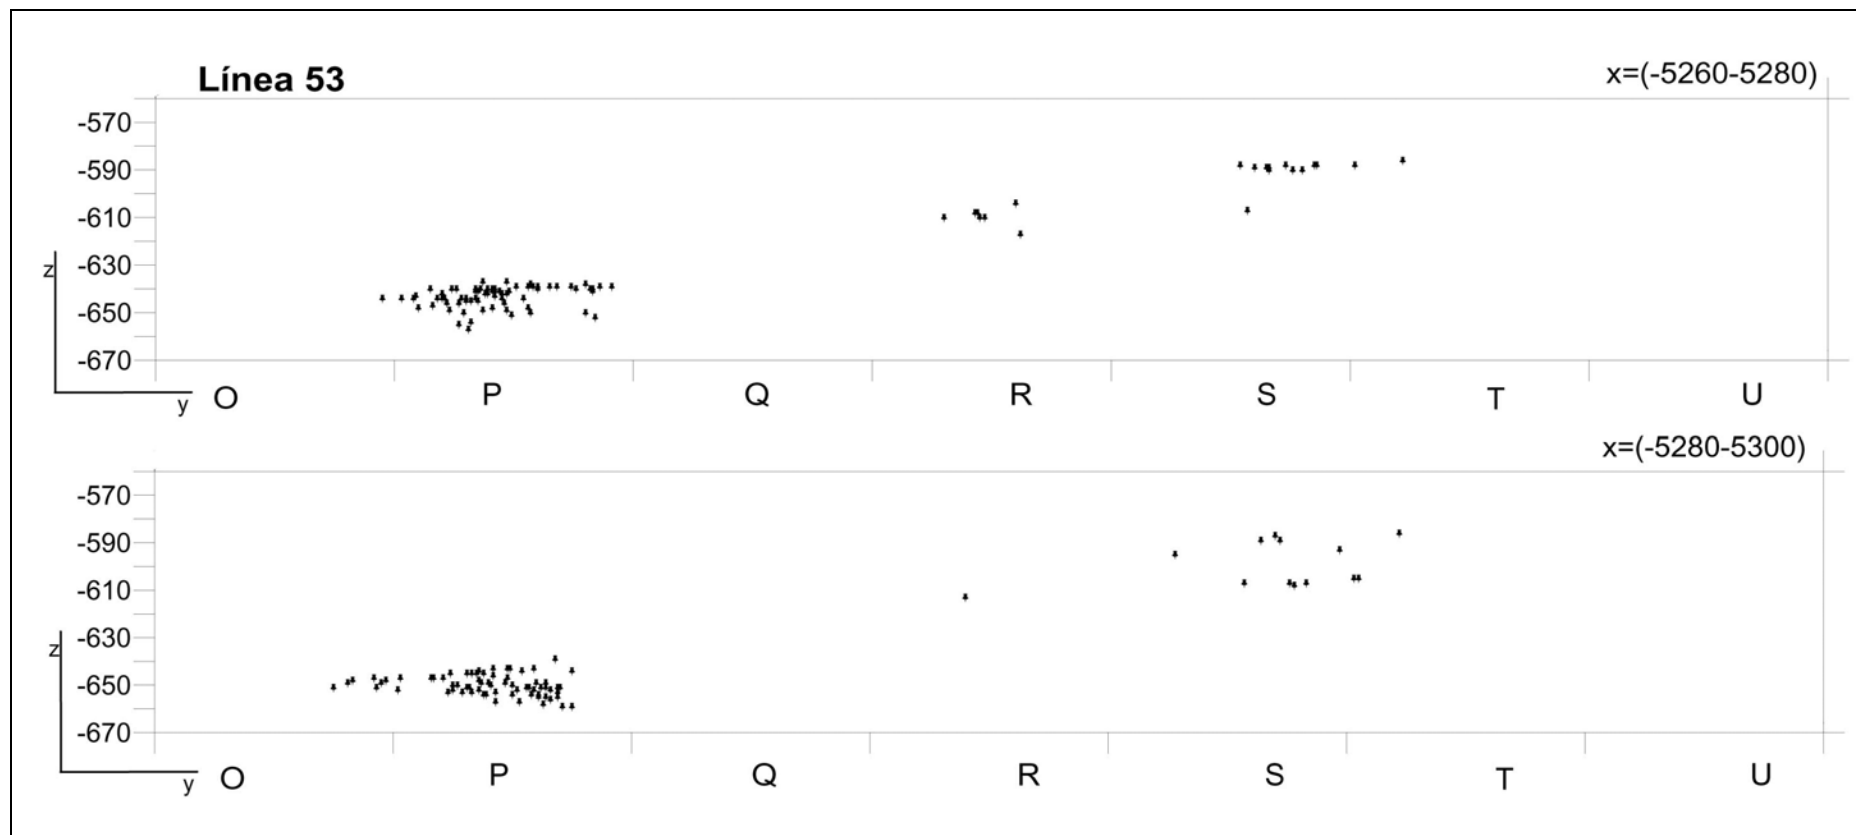 Línea 53
x=(-5260-5280)
-570
-590
-610
-630
-650
-670
z
y
O P Q R S T U
x=(-5280-5300)
-570
-590
-610
-630
-650
-670
z
y
O P Q R S T U